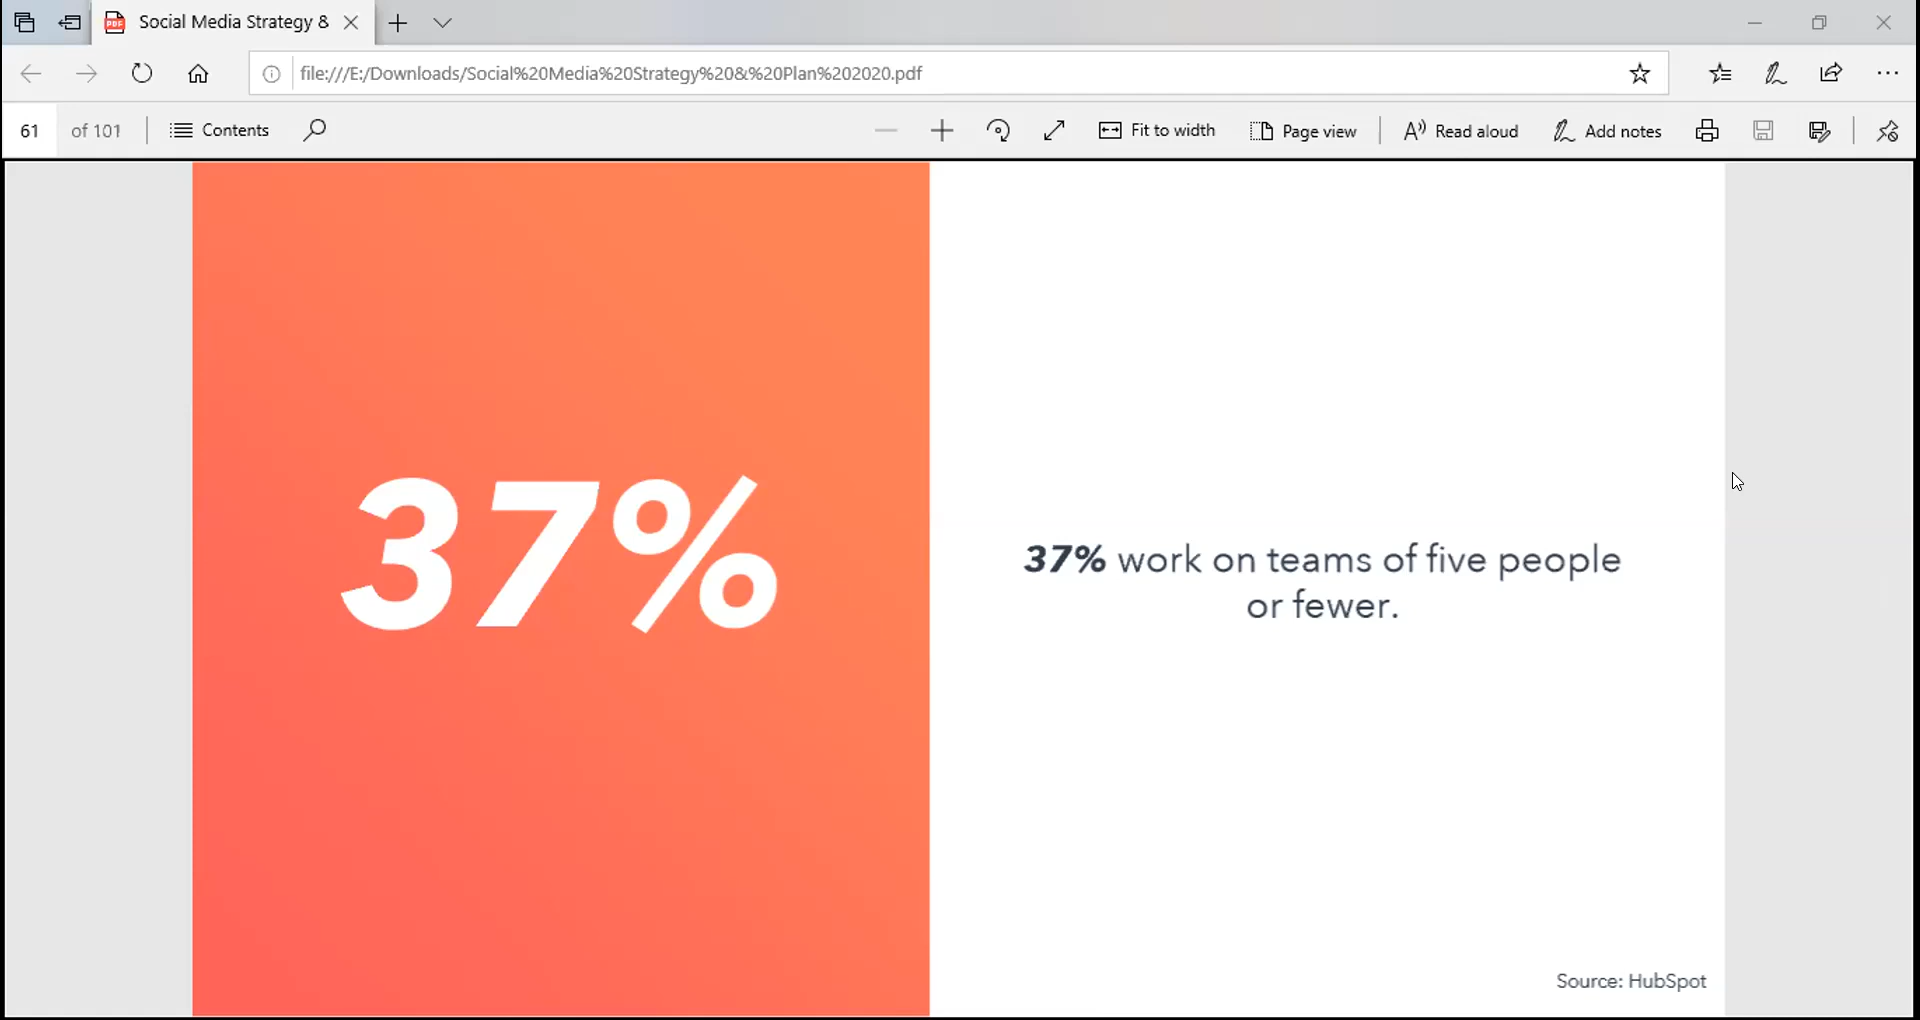 Social Media Strategy &
file:///E:/Downloads/Social%20Media%20Strategy%20&%20Plan%202020.pdf
61 of 101 Contents Fit to width Page view Read aloud Add notes
37%
37% work on teams of five people
or fewer.
Source: HubSpot